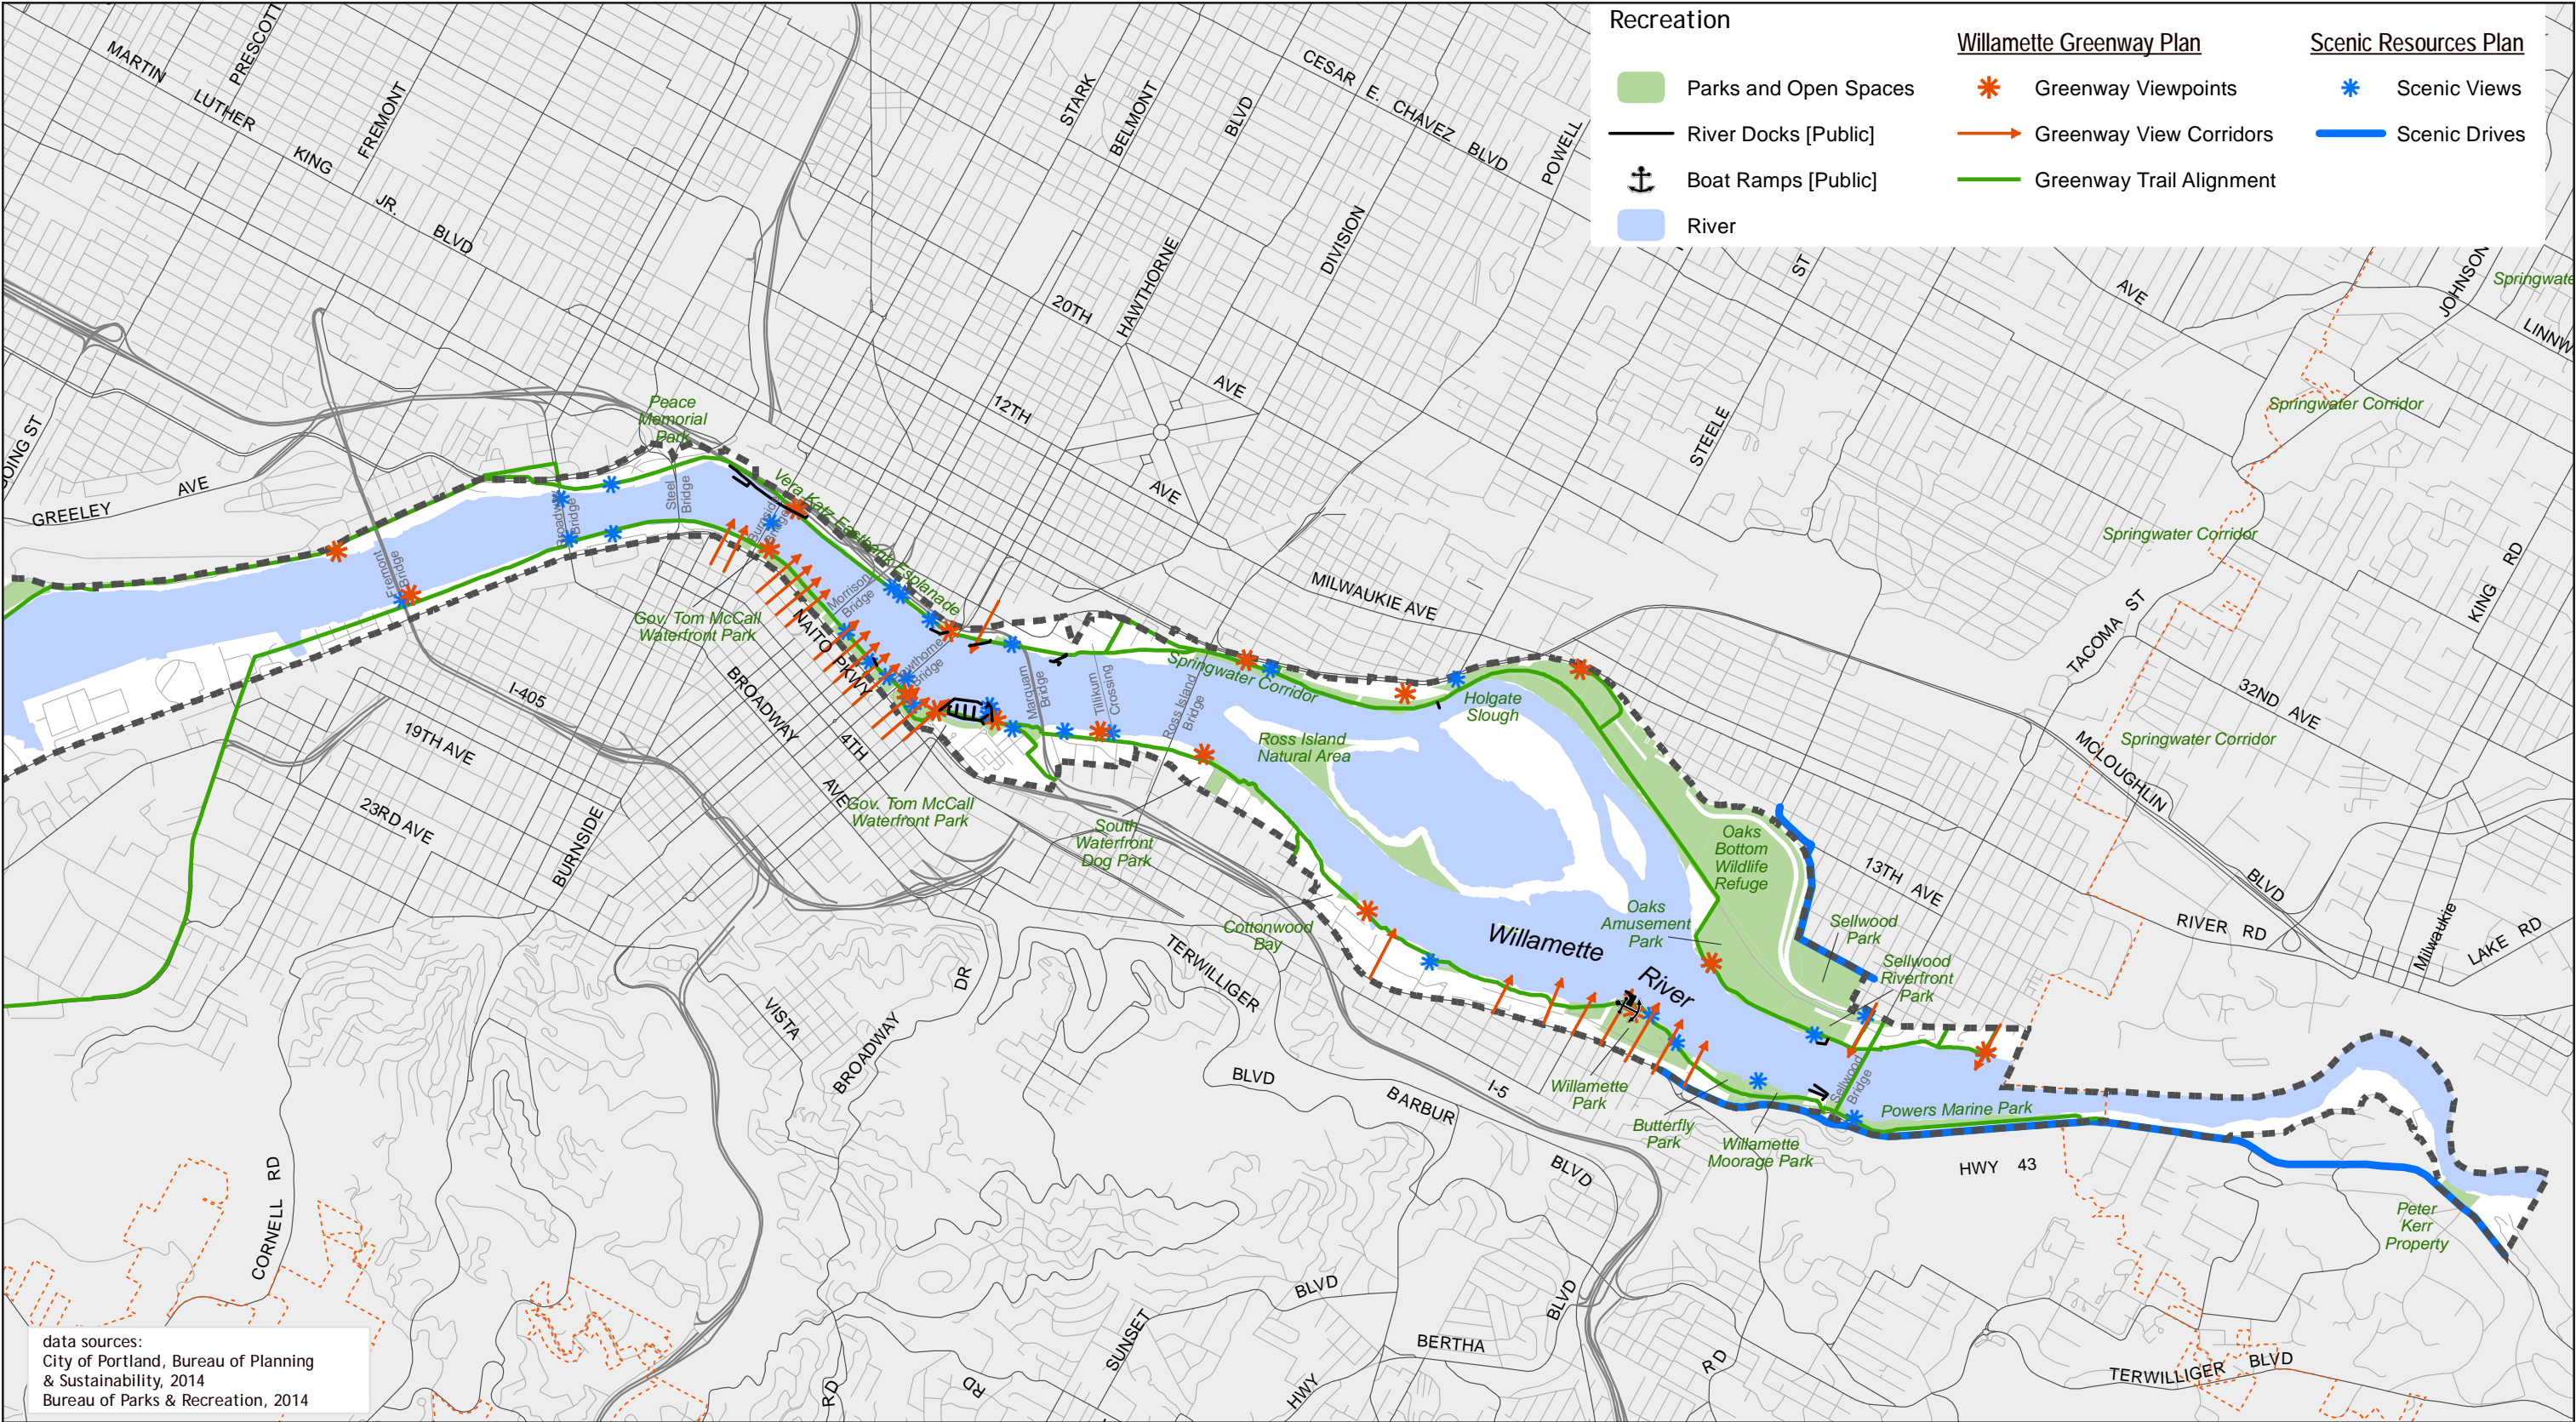 Recreation
Willamette Greenway Plan
Scenic Resources Plan
Parks and Open Spaces
Greenway Viewpoints
Scenic Views
River Docks [Public]
Greenway View Corridors
Scenic Drives
Boat Ramps [Public]
Greenway Trail Alignment
River
MARTIN
LUTHER
KING
JR.
BLVD
PRESCOTT
FREMONT
STARK
BELMONT
BLVD
CESAR E. CHAVEZ BLVD
POWELL
HAWTHORNE
DIVISION
20TH
AVE
12TH
AVE
ST
STEELE
AVE
JOHNSON
LINNW
Springwate
Springwater Corridor
Springwater Corridor
Springwater Corridor
KING RD
TACOMA ST
32ND AVE
MCLOUGHLIN
BLVD
RIVER RD
Milwaukie
LAKE RD
13TH AVE
MILWAUKIE AVE
GOING ST
GREELEY AVE
Peace
Memorial
Park
Vera Katz Eastbank Esplanade
Fremont
Bridge
Broadway
Bridge
Steel
Bridge
Burnside
Bridge
Morrison
Bridge
Hawthorne
Bridge
Marquam
Bridge
Tillikum
Crossing
Ross Island
Bridge
Gov. Tom McCall
Waterfront Park
NAITO PKWY
BROADWAY
4TH
AVE
I-405
19TH AVE
23RD AVE
BURNSIDE
Gov. Tom McCall
Waterfront Park
South
Waterfront
Dog Park
Springwater Corridor
Holgate
Slough
Ross Island
Natural Area
Oaks
Bottom
Wildlife
Refuge
Oaks
Amusement
Park
Sellwood
Park
Sellwood
Riverfront
Park
Cottonwood
Bay
Willamette
River
Sellwood
Bridge
Powers Marine Park
Willamette
Park
Butterfly
Park
Willamette
Moorage Park
HWY 43
Peter
Kerr
Property
TERWILLIGER
BLVD
BARBUR
BLVD
I-5
VISTA
BROADWAY
DR
CORNELL RD
RD
SUNSET
HWY
RD
BLVD
BERTHA
BLVD
RD
TERWILLIGER BLVD
data sources:
City of Portland, Bureau of Planning
& Sustainability, 2014
Bureau of Parks & Recreation, 2014